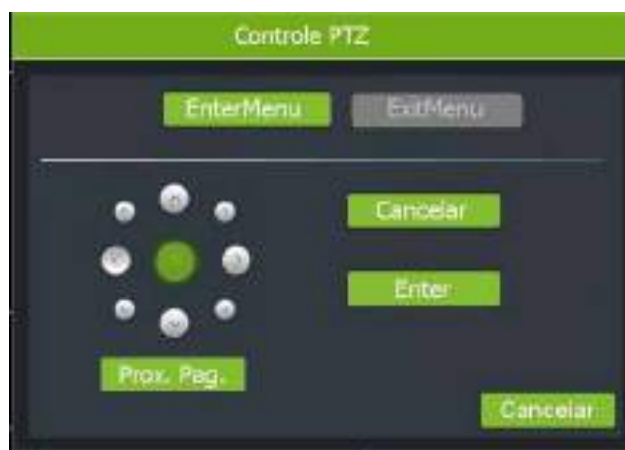 Controle PTZ
EnterMenu ExitMenu
Cancelar
Enter
Prox. Pag.
Cancelar